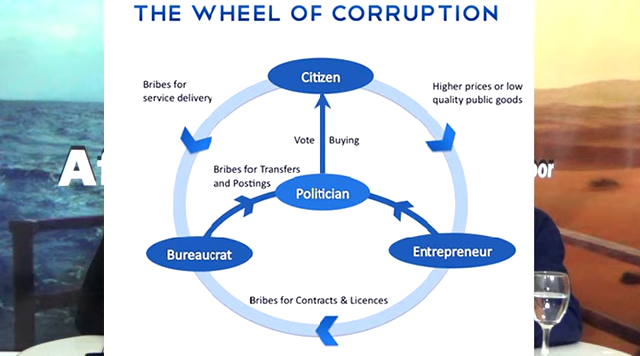 THE WHEEL OF CORRUPTION
Citizen
Bribes for
service delivery
Higher prices or low
quality public goods
Vote Buying
Bribes for Transfers
and Postings
Politician
Bureaucrat
Entrepreneur
Bribes for Contracts & Licences